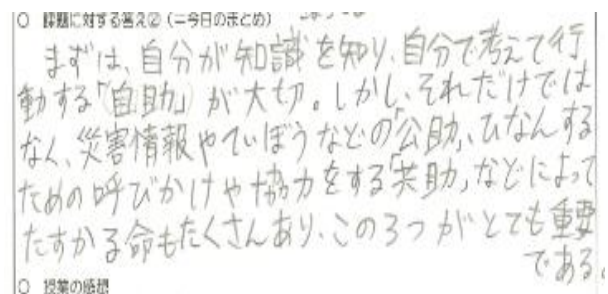 ○ 課題に対する答え②(=今日のまとめ)
まずは、自分が知識を知り、自分で考えて行
動する「自助」が大切。しかし、それだけでは
なく、災害情報やていぼうなどの「公助」、ひなんする
ための呼びかけや協力をする「共助」、などによって
たすかる命もたくさんあり、この3つがとても重要
である。
○ 授業の感想